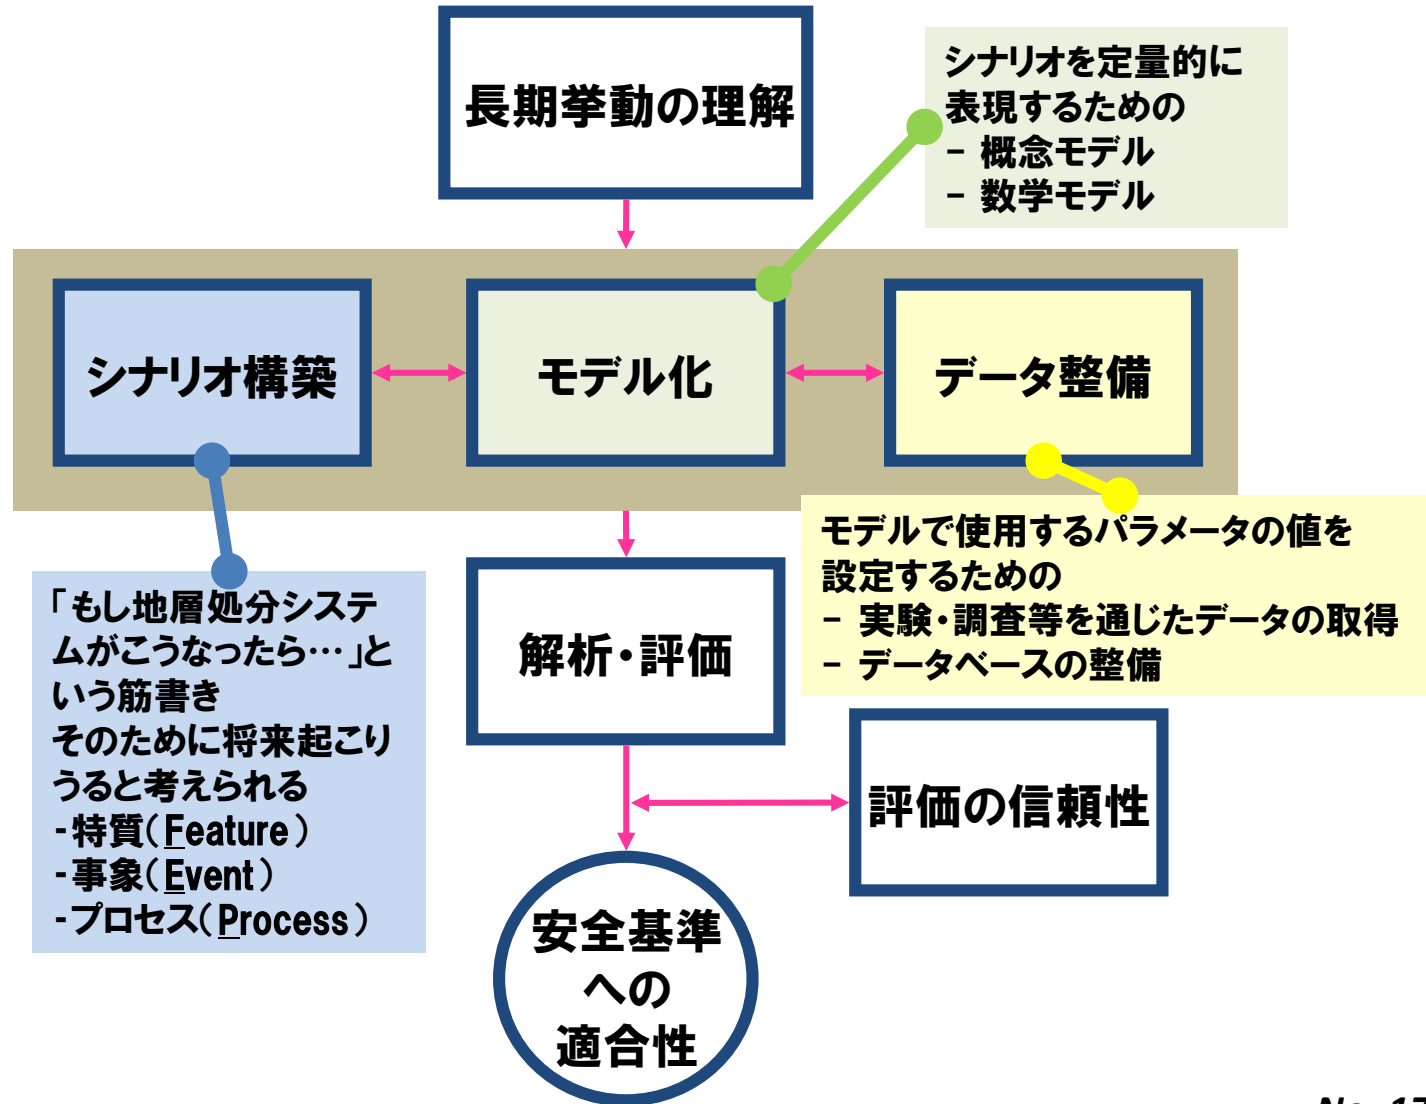 長期挙動の理解
シナリオを定量的に
表現するための
– 概念モデル
– 数学モデル
シナリオ構築
モデル化
データ整備
「もし地層処分システ
ムがこうなったら…」と
いう筋書き
そのために将来起こり
うると考えられる
-特質(Feature)
-事象(Event)
-プロセス(Process)
モデルで使用するパラメータの値を
設定するための
– 実験・調査等を通じたデータの取得
– データベースの整備
解析・評価
評価の信頼性
安全基準
への
適合性